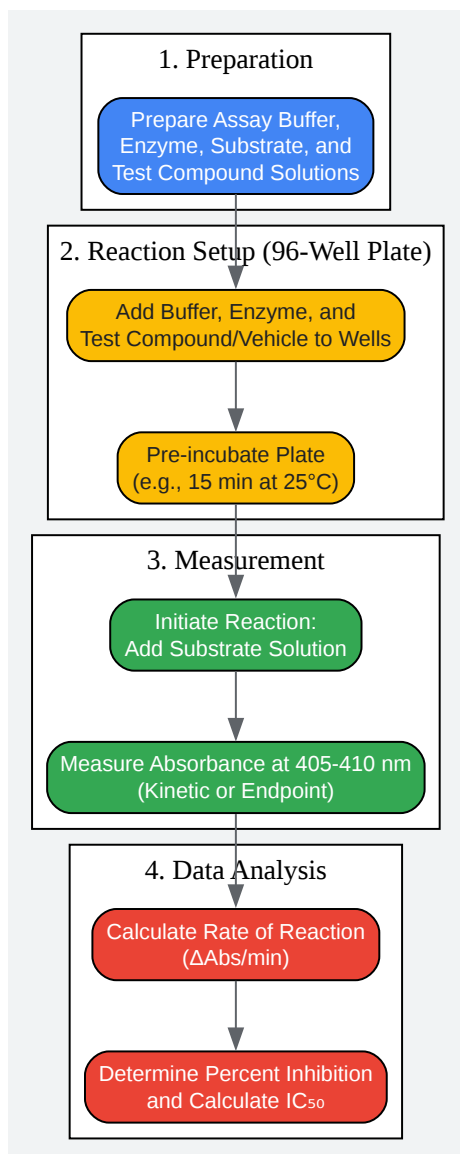 1. Preparation
Prepare Assay Buffer,
Enzyme, Substrate, and
Test Compound Solutions
2. Reaction Setup (96-Well Plate)
Add Buffer, Enzyme, and
Test Compound/Vehicle to Wells
Pre-incubate Plate
(e.g., 15 min at 25°C)
3. Measurement
Initiate Reaction:
Add Substrate Solution
Measure Absorbance at 405-410 nm
(Kinetic or Endpoint)
4. Data Analysis
Calculate Rate of Reaction
(ΔAbs/min)
Determine Percent Inhibition
and Calculate IC₅₀